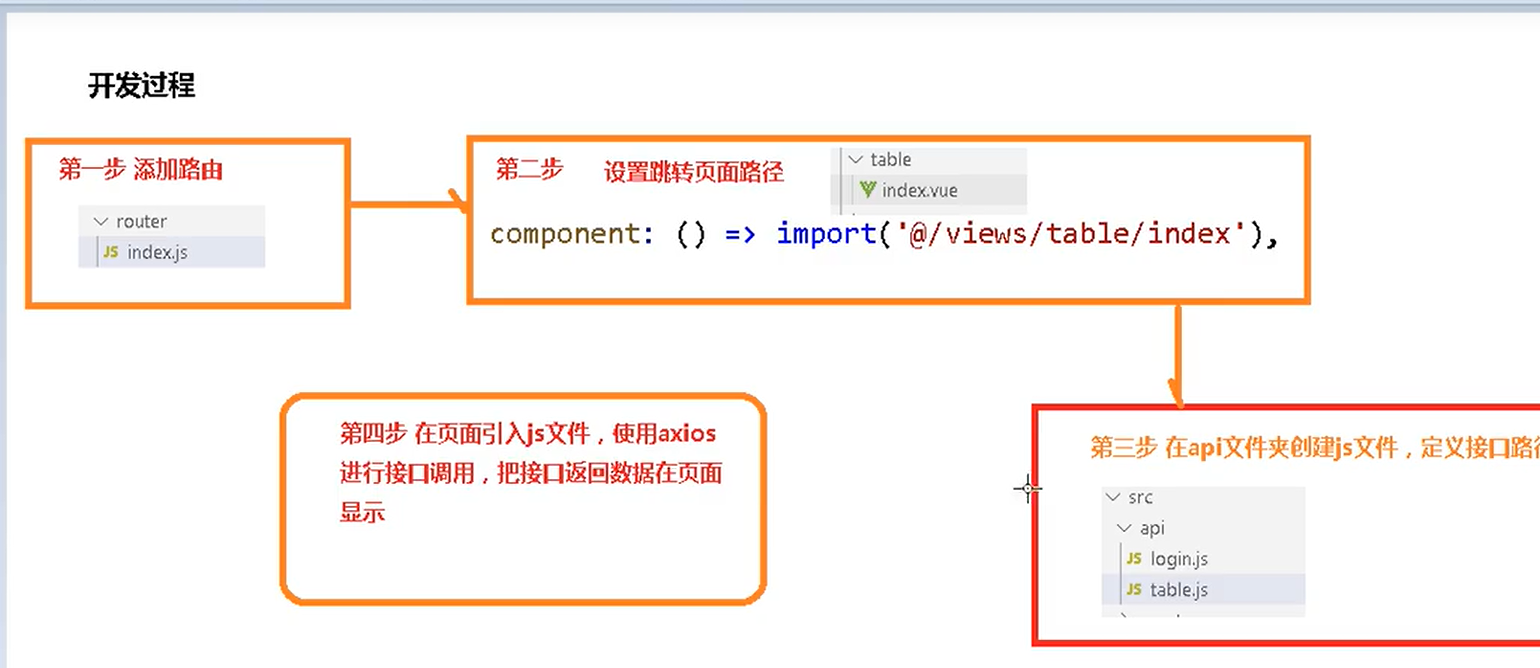 开发过程
第一步 添加路由
router
JS index.js
第二步 设置跳转页面路径
table
index.vue
component: () => import('@/views/table/index'),
第三步 在api文件夹创建js文件，定义接口路径
src
api
JS login.js
JS table.js
第四步 在页面引入js文件，使用axios
进行接口调用，把接口返回数据在页面
显示